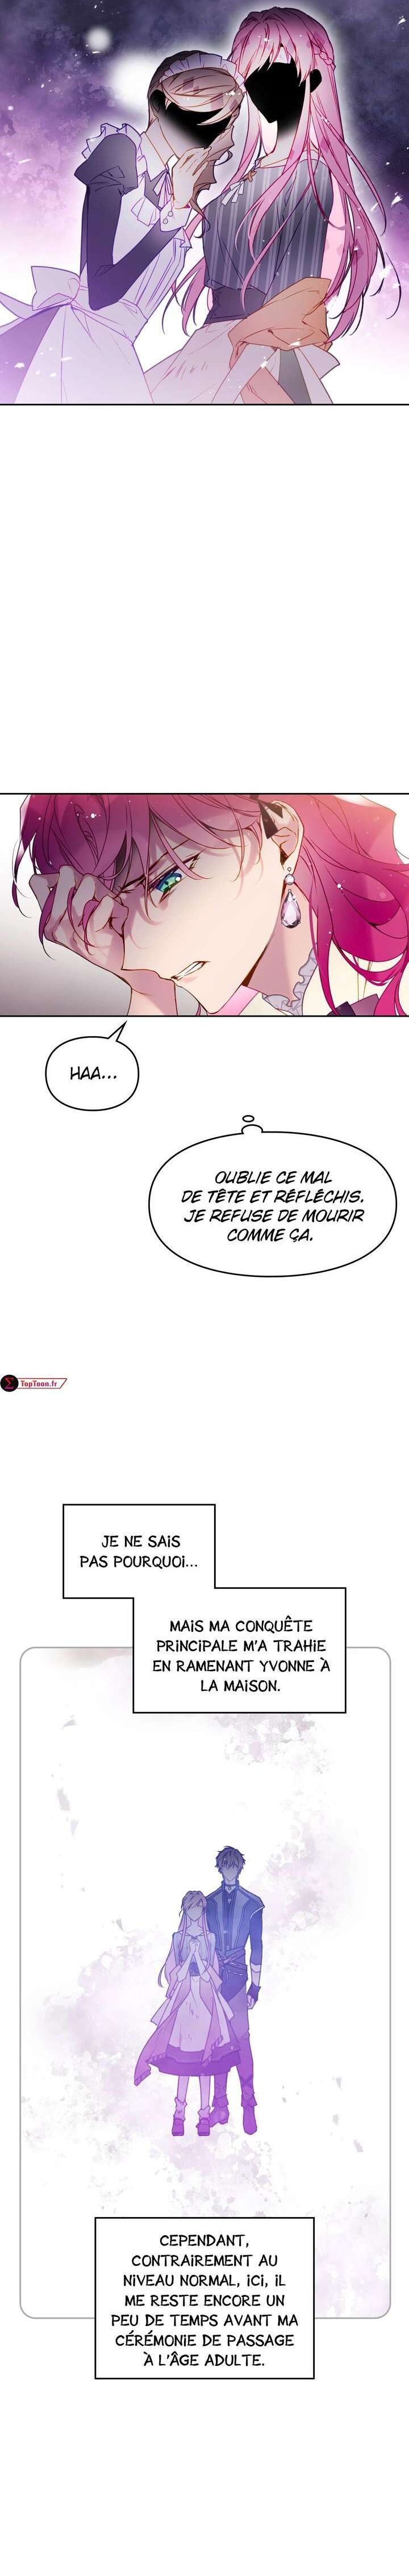 HAA...
OUBLIE CE MAL
DE TÊTE ET RÉFLÉCHIS.
JE REFUSE DE MOURIR
COMME ÇA.
TopToon.fr
JE NE SAIS
PAS POURQUOI...
MAIS MA CONQUÊTE
PRINCIPALE M'A TRAHIE
EN RAMENANT YVONNE À
LA MAISON.
CEPENDANT,
CONTRAIREMENT AU
NIVEAU NORMAL, ICI, IL
ME RESTE ENCORE UN
PEU DE TEMPS AVANT MA
CÉRÉMONIE DE PASSAGE
À L'ÂGE ADULTE.